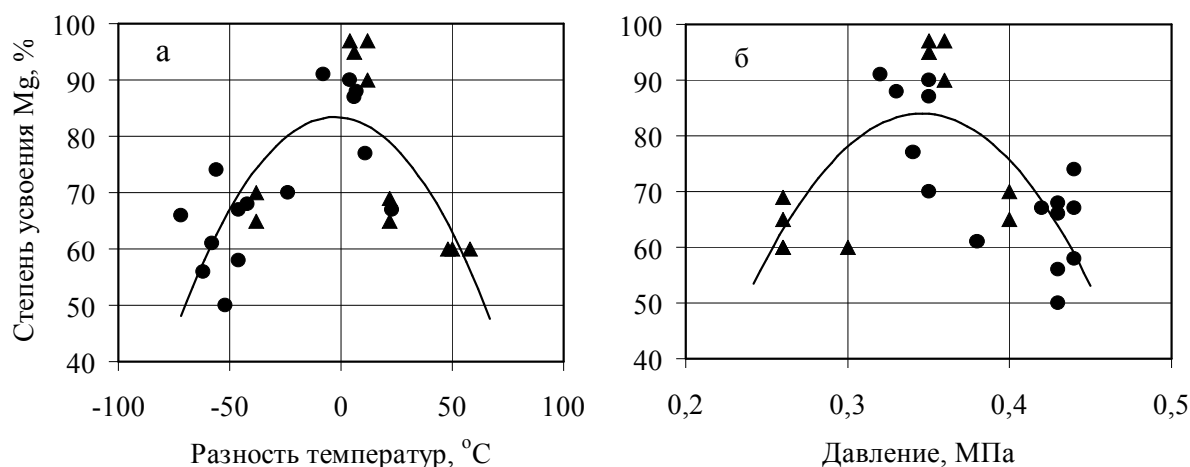 Степень усвоения Mg, %
100
90
80
70
60
50
40
а
-100 -50 0 50 100
Разность температур, °С
100
90
80
70
60
50
40
б
0,2 0,3 0,4 0,5
Давление, МПа